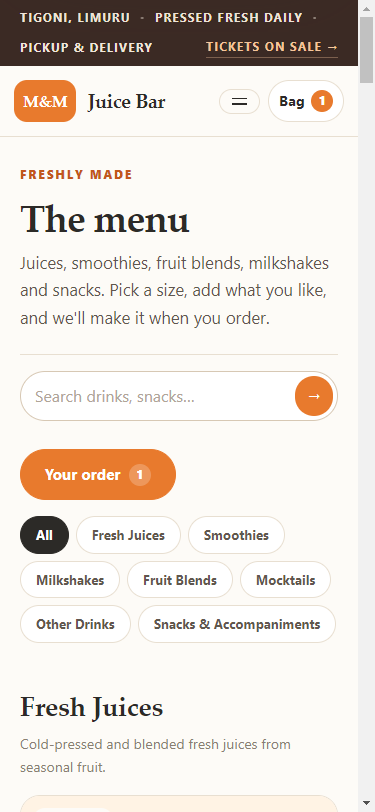 TIGONI, LIMURU · PRESSED FRESH DAILY ·
PICKUP & DELIVERY TICKETS ON SALE →
M&M Juice Bar Bag 1
FRESHLY MADE
The menu
Juices, smoothies, fruit blends, milkshakes
and snacks. Pick a size, add what you like,
and we'll make it when you order.
Search drinks, snacks... →
Your order 1
All Fresh Juices Smoothies
Milkshakes Fruit Blends Mocktails
Other Drinks Snacks & Accompaniments
Fresh Juices
Cold-pressed and blended fresh juices from
seasonal fruit.